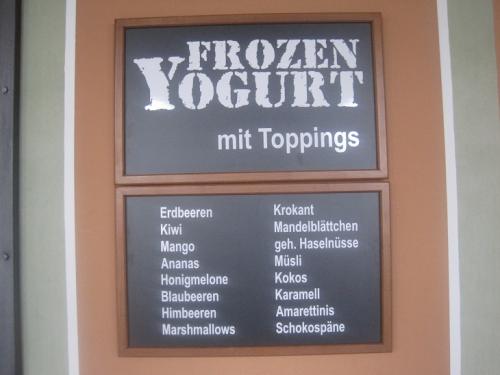 FROZEN
YOGURT
mit Toppings
Erdbeeren
Kiwi
Mango
Ananas
Honigmelone
Blaubeeren
Himbeeren
Marshmallows
Krokant
Mandelblättchen
geh. Haselnüsse
Müsli
Kokos
Karamell
Amarettinis
Schokospäne